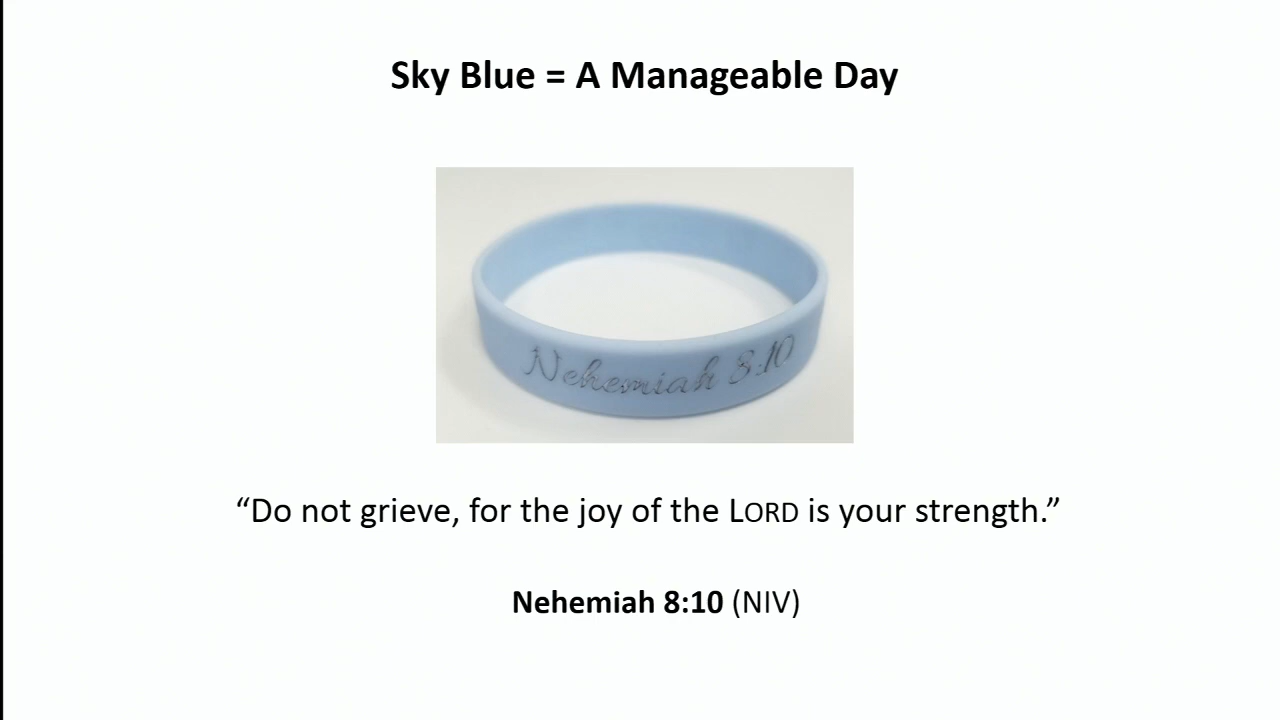 Sky Blue = A Manageable Day
Nehemiah 8:10
“Do not grieve, for the joy of the LORD is your strength.”
Nehemiah 8:10 (NIV)